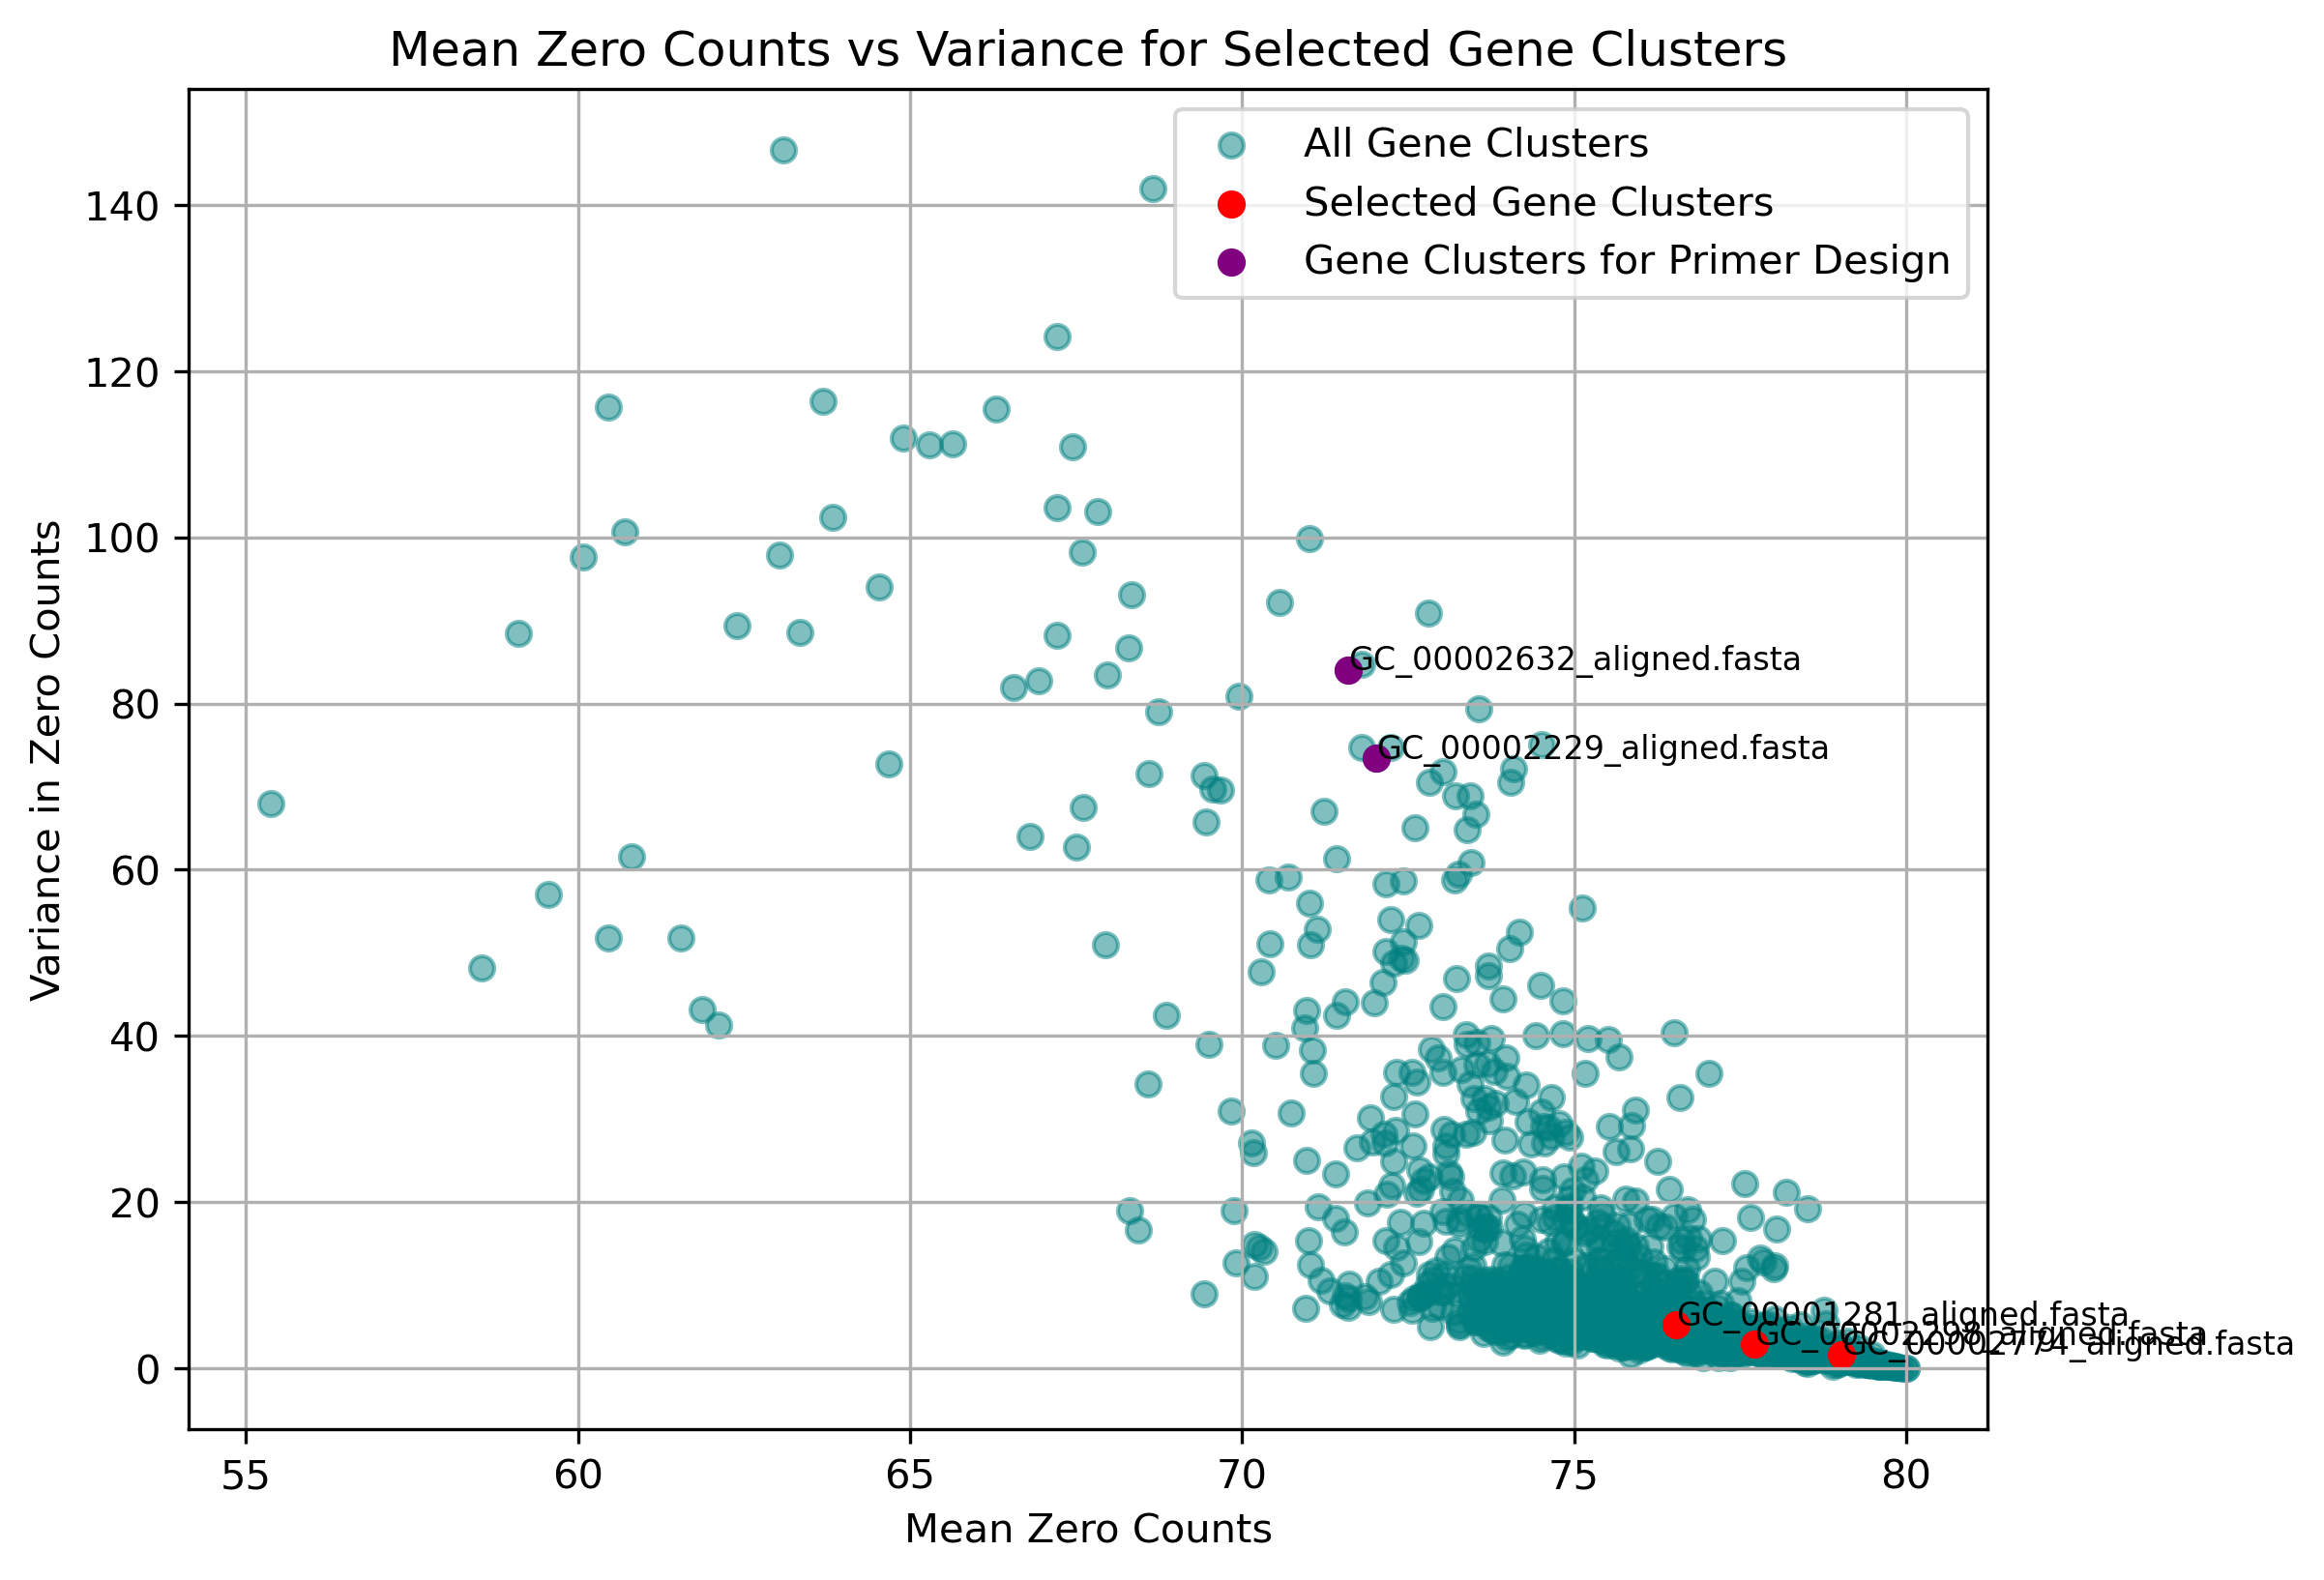 Mean Zero Counts vs Variance for Selected Gene Clusters
All Gene Clusters
Selected Gene Clusters
Gene Clusters for Primer Design
Variance in Zero Counts
140
120
100
80
60
40
20
0
GC_00002632_aligned.fasta
GC_00002229_aligned.fasta
GC_00001281_aligned.fasta
GC_00002298_aligned.fasta
GC_00002774_aligned.fasta
55
60
65
70
75
80
Mean Zero Counts